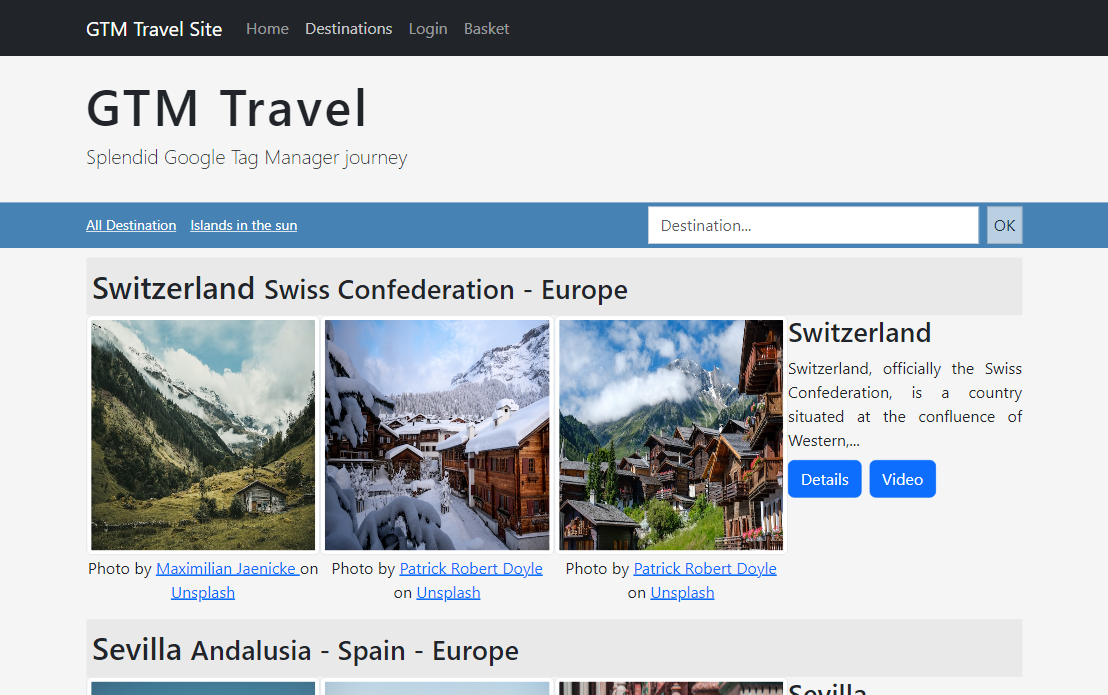 GTM Travel Site Home Destinations Login Basket
GTM Travel
Splendid Google Tag Manager journey
All Destination Islands in the sun Destination... OK
Switzerland Swiss Confederation - Europe
Switzerland
Switzerland, officially the Swiss
Confederation, is a country
situated at the confluence of
Western,...
Details Video
Photo by Maximilian Jaenicke on
Unsplash
Photo by Patrick Robert Doyle
on Unsplash
Photo by Patrick Robert Doyle
on Unsplash
Sevilla Andalusia - Spain - Europe
Sevilla